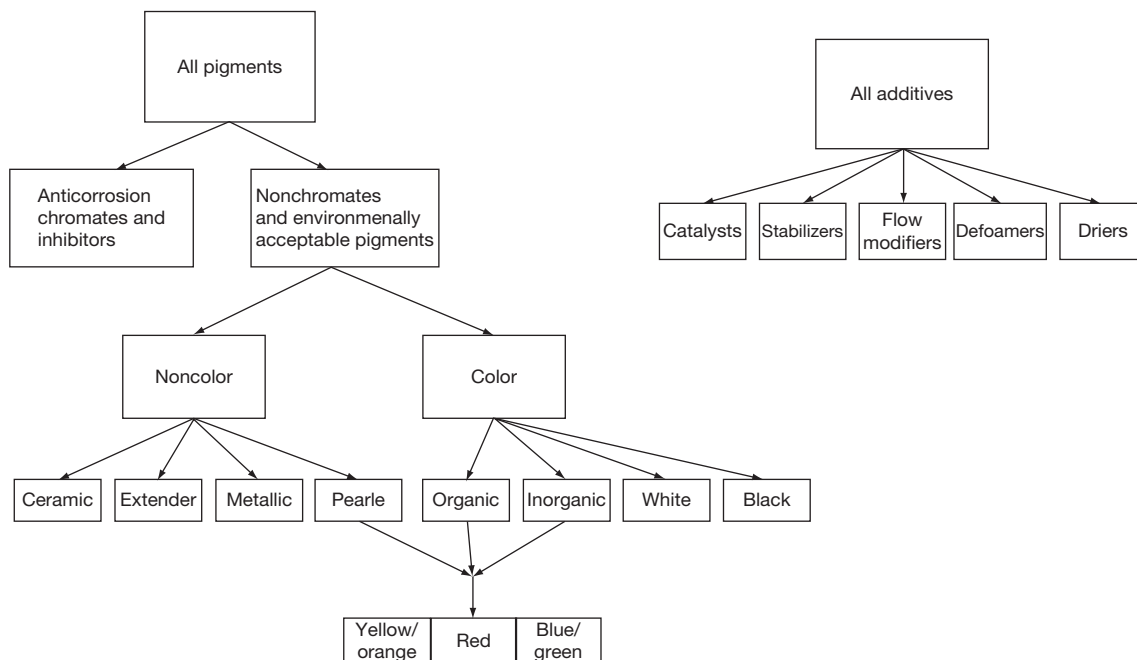 All pigments
All additives
Anticorrosion
chromates and
inhibitors
Nonchromates
and environmenally
acceptable pigments
Catalysts
Stabilizers
Flow
modifiers
Defoamers
Driers
Noncolor
Color
Ceramic
Extender
Metallic
Pearle
Organic
Inorganic
White
Black
Yellow/
orange
Red
Blue/
green